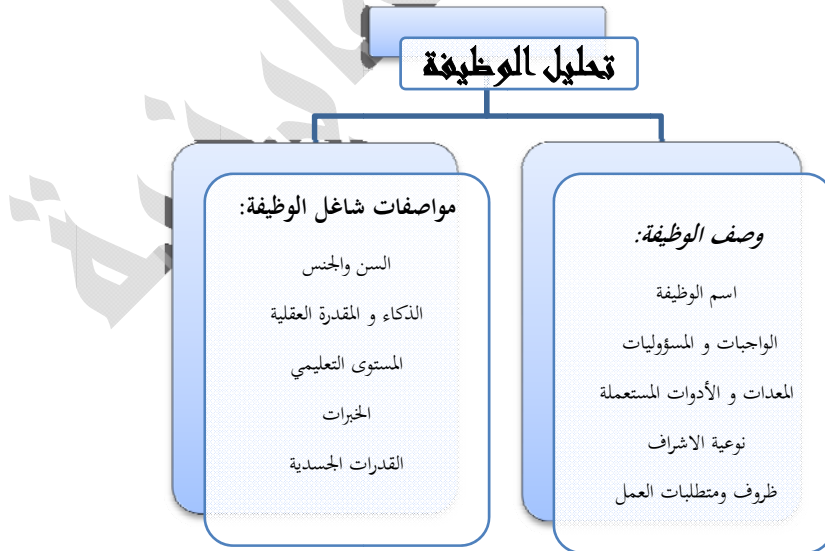 تحليل الوظيفة
وصف الوظيفة:
اسم الوظيفة
الواجبات و المسؤوليات
المعدات و الأدوات المستعملة
نوعية الاشراف
ظروف ومتطلبات العمل
مواصفات شاغل الوظيفة:
السن والجنس
الذكاء و المقدرة العقلية
المستوى التعليمي
الخبرات
القدرات الجسدية